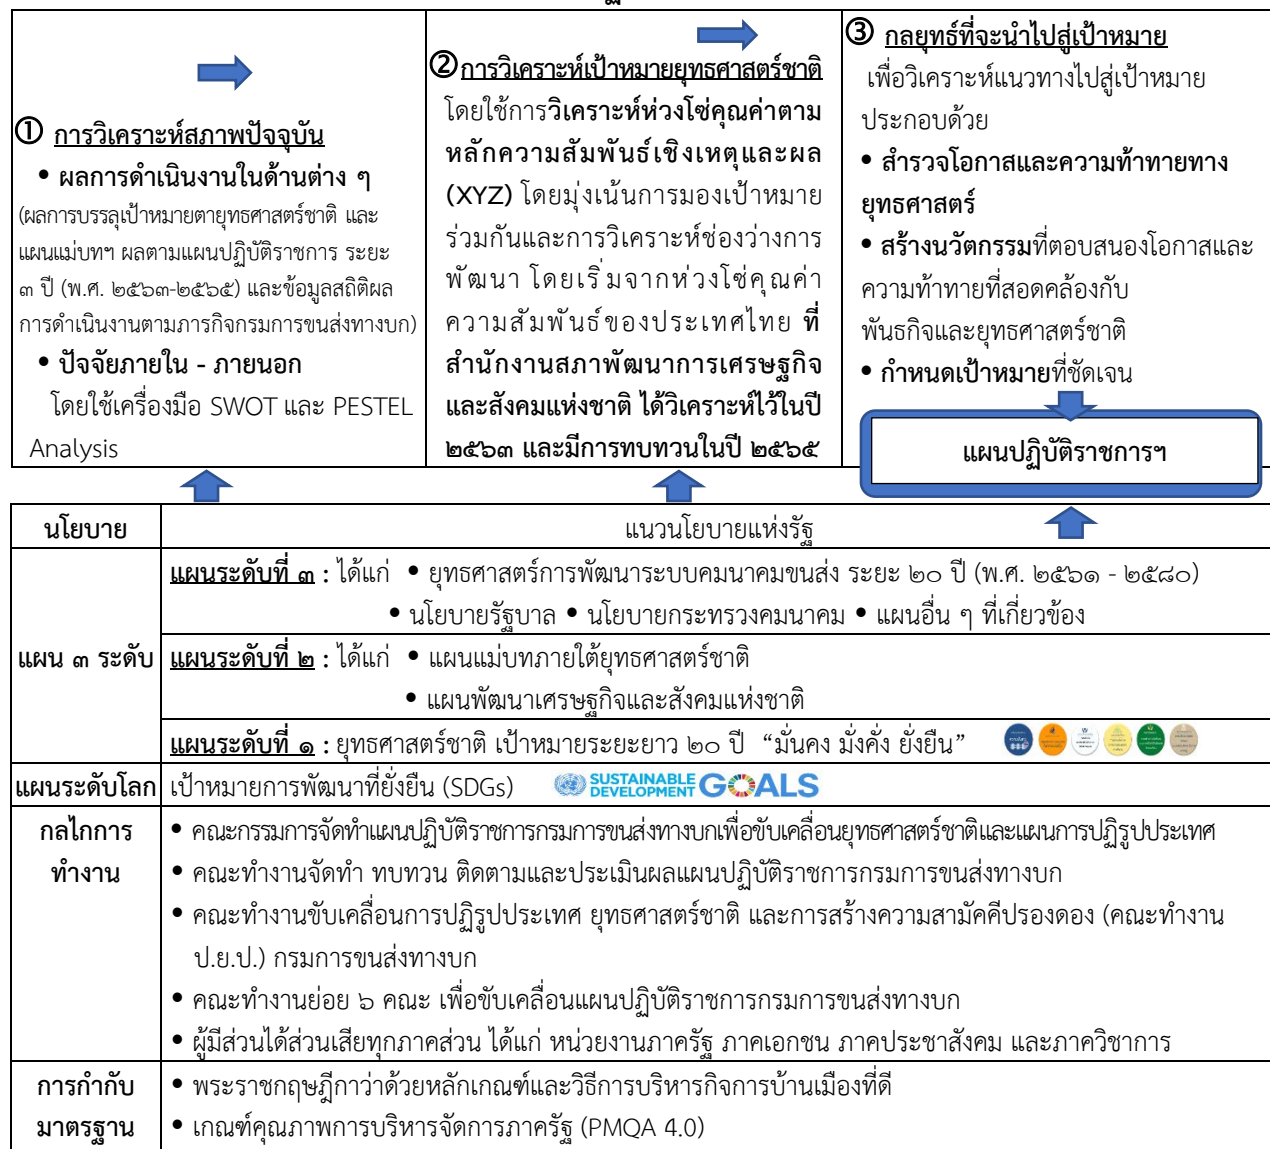 ① การวิเคราะห์สภาพปัจจุบัน
• ผลการดำเนินงานในด้านต่าง ๆ
(ผลการบรรลุเป้าหมายตายุทธศาสตร์ชาติ และ
แผนแม่บทฯ ผลตามแผนปฏิบัติราชการ ระยะ
๓ ปี (พ.ศ. ๒๕๖๓-๒๕๖๕) และข้อมูลสถิติผล
การดำเนินงานตามภารกิจกรมการขนส่งทางบก)
• ปัจจัยภายใน - ภายนอก
โดยใช้เครื่องมือ SWOT และ PESTEL
Analysis
② การวิเคราะห์เป้าหมายยุทธศาสตร์ชาติ
โดยใช้การวิเคราะห์ห่วงโซ่คุณค่าตาม
หลักความสัมพันธ์เชิงเหตุและผล
(XYZ) โดยมุ่งเน้นการมองเป้าหมาย
ร่วมกันและการวิเคราะห์ช่องว่างการ
พัฒนา โดยเริ่มจากห่วงโซ่คุณค่า
ความสัมพันธ์ของประเทศไทย ที่
สำนักงานสภาพัฒนาการเศรษฐกิจ
และสังคมแห่งชาติ ได้วิเคราะห์ไว้ในปี
๒๕๖๓ และมีการทบทวนในปี ๒๕๖๕
③ กลยุทธ์ที่จะนำไปสู่เป้าหมาย
เพื่อวิเคราะห์แนวทางไปสู่เป้าหมาย
ประกอบด้วย
• สำรวจโอกาสและความท้าทายทาง
ยุทธศาสตร์
• สร้างนวัตกรรมที่ตอบสนองโอกาสและ
ความท้าทายที่สอดคล้องกับ
พันธกิจและยุทธศาสตร์ชาติ
• กำหนดเป้าหมายที่ชัดเจน
แผนปฏิบัติราชการฯ
นโยบาย แนวนโยบายแห่งรัฐ
แผน ๓ ระดับ
แผนระดับที่ ๓ : ได้แก่ • ยุทธศาสตร์การพัฒนาระบบคมนาคมขนส่ง ระยะ ๒๐ ปี (พ.ศ. ๒๕๖๑ - ๒๕๘๐)
• นโยบายรัฐบาล • นโยบายกระทรวงคมนาคม • แผนอื่น ๆ ที่เกี่ยวข้อง
แผนระดับที่ ๒ : ได้แก่ • แผนแม่บทภายใต้ยุทธศาสตร์ชาติ
• แผนพัฒนาเศรษฐกิจและสังคมแห่งชาติ
แผนระดับที่ ๑ : ยุทธศาสตร์ชาติ เป้าหมายระยะยาว ๒๐ ปี “มั่นคง มั่งคั่ง ยั่งยืน”
แผนระดับโลก เป้าหมายการพัฒนาที่ยั่งยืน (SDGs) SUSTAINABLE DEVELOPMENT GOALS
กลไกการ
ทำงาน
• คณะกรรมการจัดทำแผนปฏิบัติราชการกรมการขนส่งทางบกเพื่อขับเคลื่อนยุทธศาสตร์ชาติและแผนการปฏิรูปประเทศ
• คณะทำงานจัดทำ ทบทวน ติดตามและประเมินผลแผนปฏิบัติราชการกรมการขนส่งทางบก
• คณะทำงานขับเคลื่อนการปฏิรูปประเทศ ยุทธศาสตร์ชาติ และการสร้างความสามัคคีปรองดอง (คณะทำงาน
ป.ย.ป.) กรมการขนส่งทางบก
• คณะทำงานย่อย ๖ คณะ เพื่อขับเคลื่อนแผนปฏิบัติราชการกรมการขนส่งทางบก
• ผู้มีส่วนได้ส่วนเสียทุกภาคส่วน ได้แก่ หน่วยงานภาครัฐ ภาคเอกชน ภาคประชาสังคม และภาควิชาการ
การกำกับ
มาตรฐาน
• พระราชกฤษฎีกาว่าด้วยหลักเกณฑ์และวิธีการบริหารกิจการบ้านเมืองที่ดี
• เกณฑ์คุณภาพการบริหารจัดการภาครัฐ (PMQA 4.0)